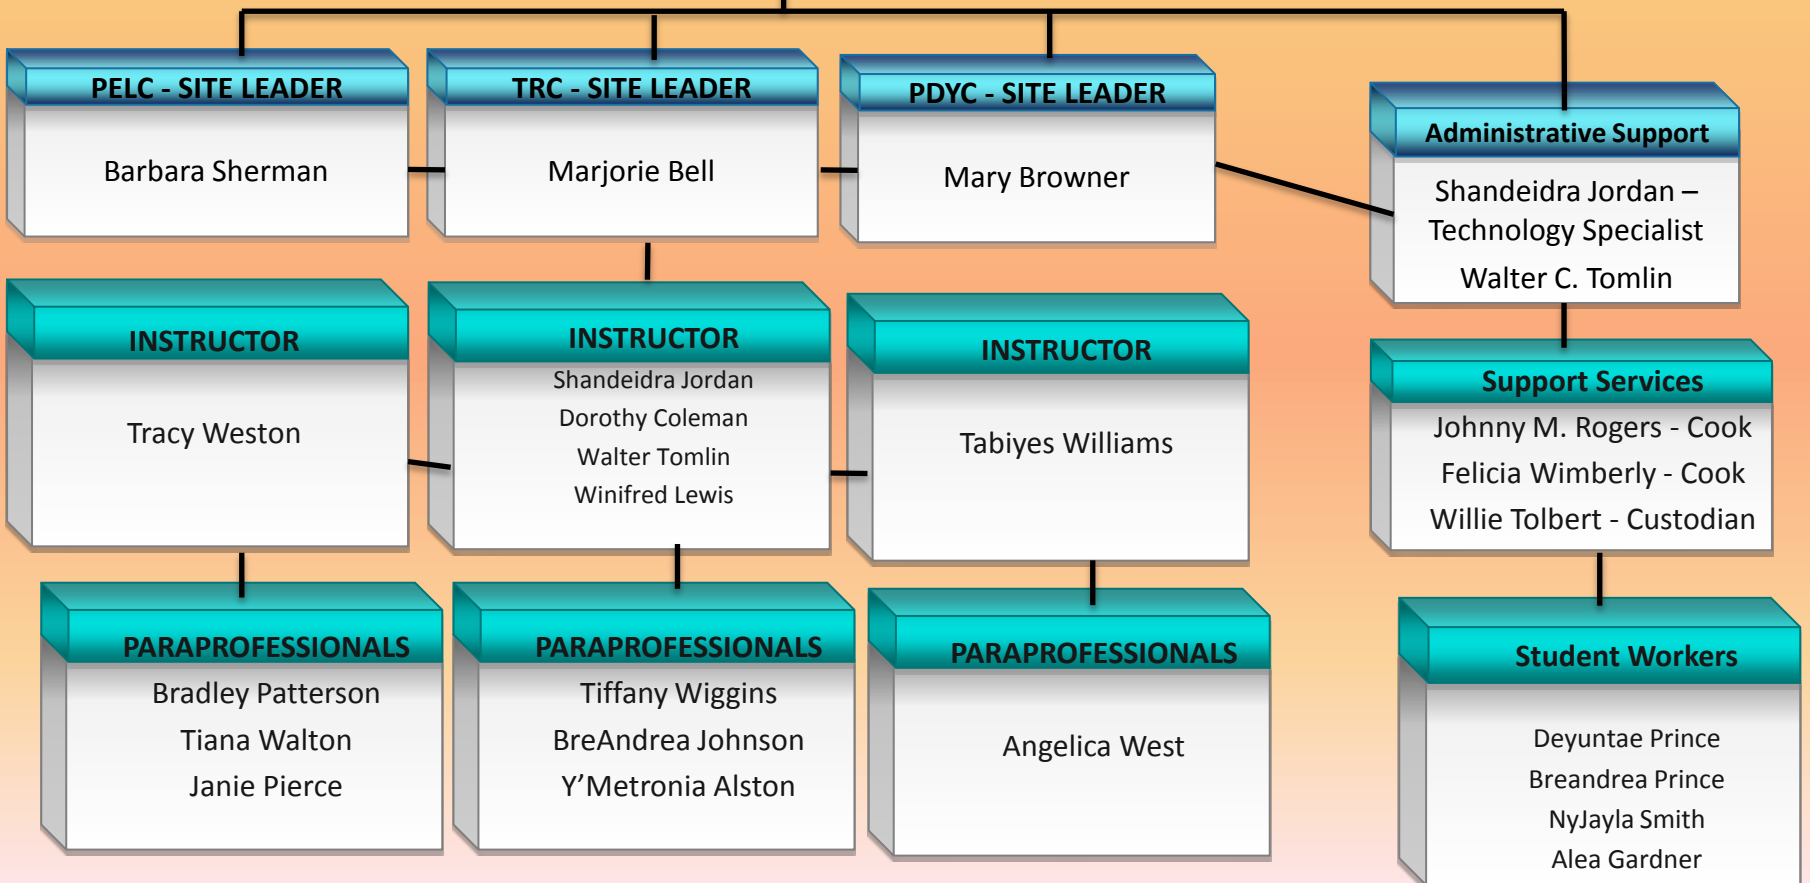 PELC - SITE LEADER
Barbara Sherman
TRC - SITE LEADER
Marjorie Bell
PDYC - SITE LEADER
Mary Browner
Administrative Support
Shandeidra Jordan –
Technology Specialist
Walter C. Tomlin
INSTRUCTOR
Tracy Weston
INSTRUCTOR
Shandeidra Jordan
Dorothy Coleman
Walter Tomlin
Winifred Lewis
INSTRUCTOR
Tabiyes Williams
Support Services
Johnny M. Rogers - Cook
Felicia Wimberly - Cook
Willie Tolbert - Custodian
PARAPROFESSIONALS
Bradley Patterson
Tiana Walton
Janie Pierce
PARAPROFESSIONALS
Tiffany Wiggins
BreAndrea Johnson
Y’Metronia Alston
PARAPROFESSIONALS
Angelica West
Student Workers
Deyuntae Prince
Breandrea Prince
NyJayla Smith
Alea Gardner